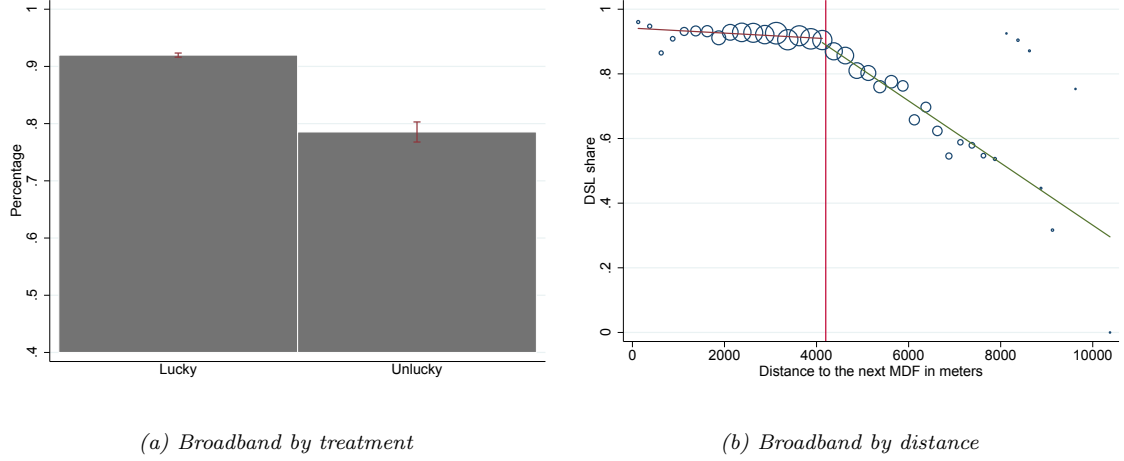 1
.9
.8
.7
.6
.5
.4
Percentage
Lucky Unlucky
(a) Broadband by treatment
1
.8
.6
.4
.2
0
DSL share
0 2000 4000 6000 8000 10000
Distance to the next MDF in meters
(b) Broadband by distance